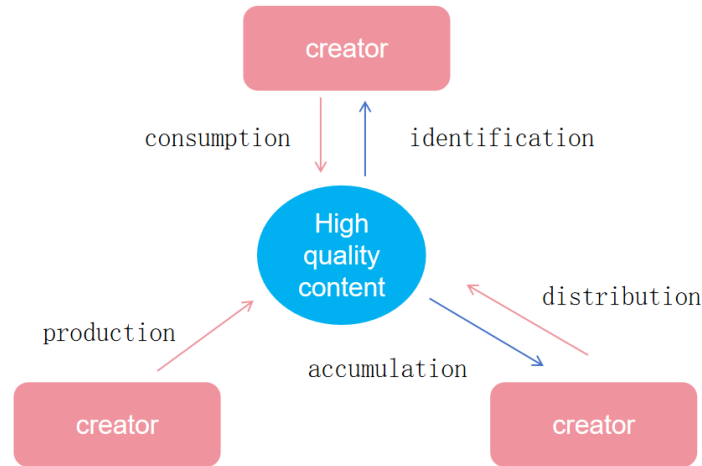 creator
consumption
identification
High
quality
content
distribution
production
accumulation
creator
creator